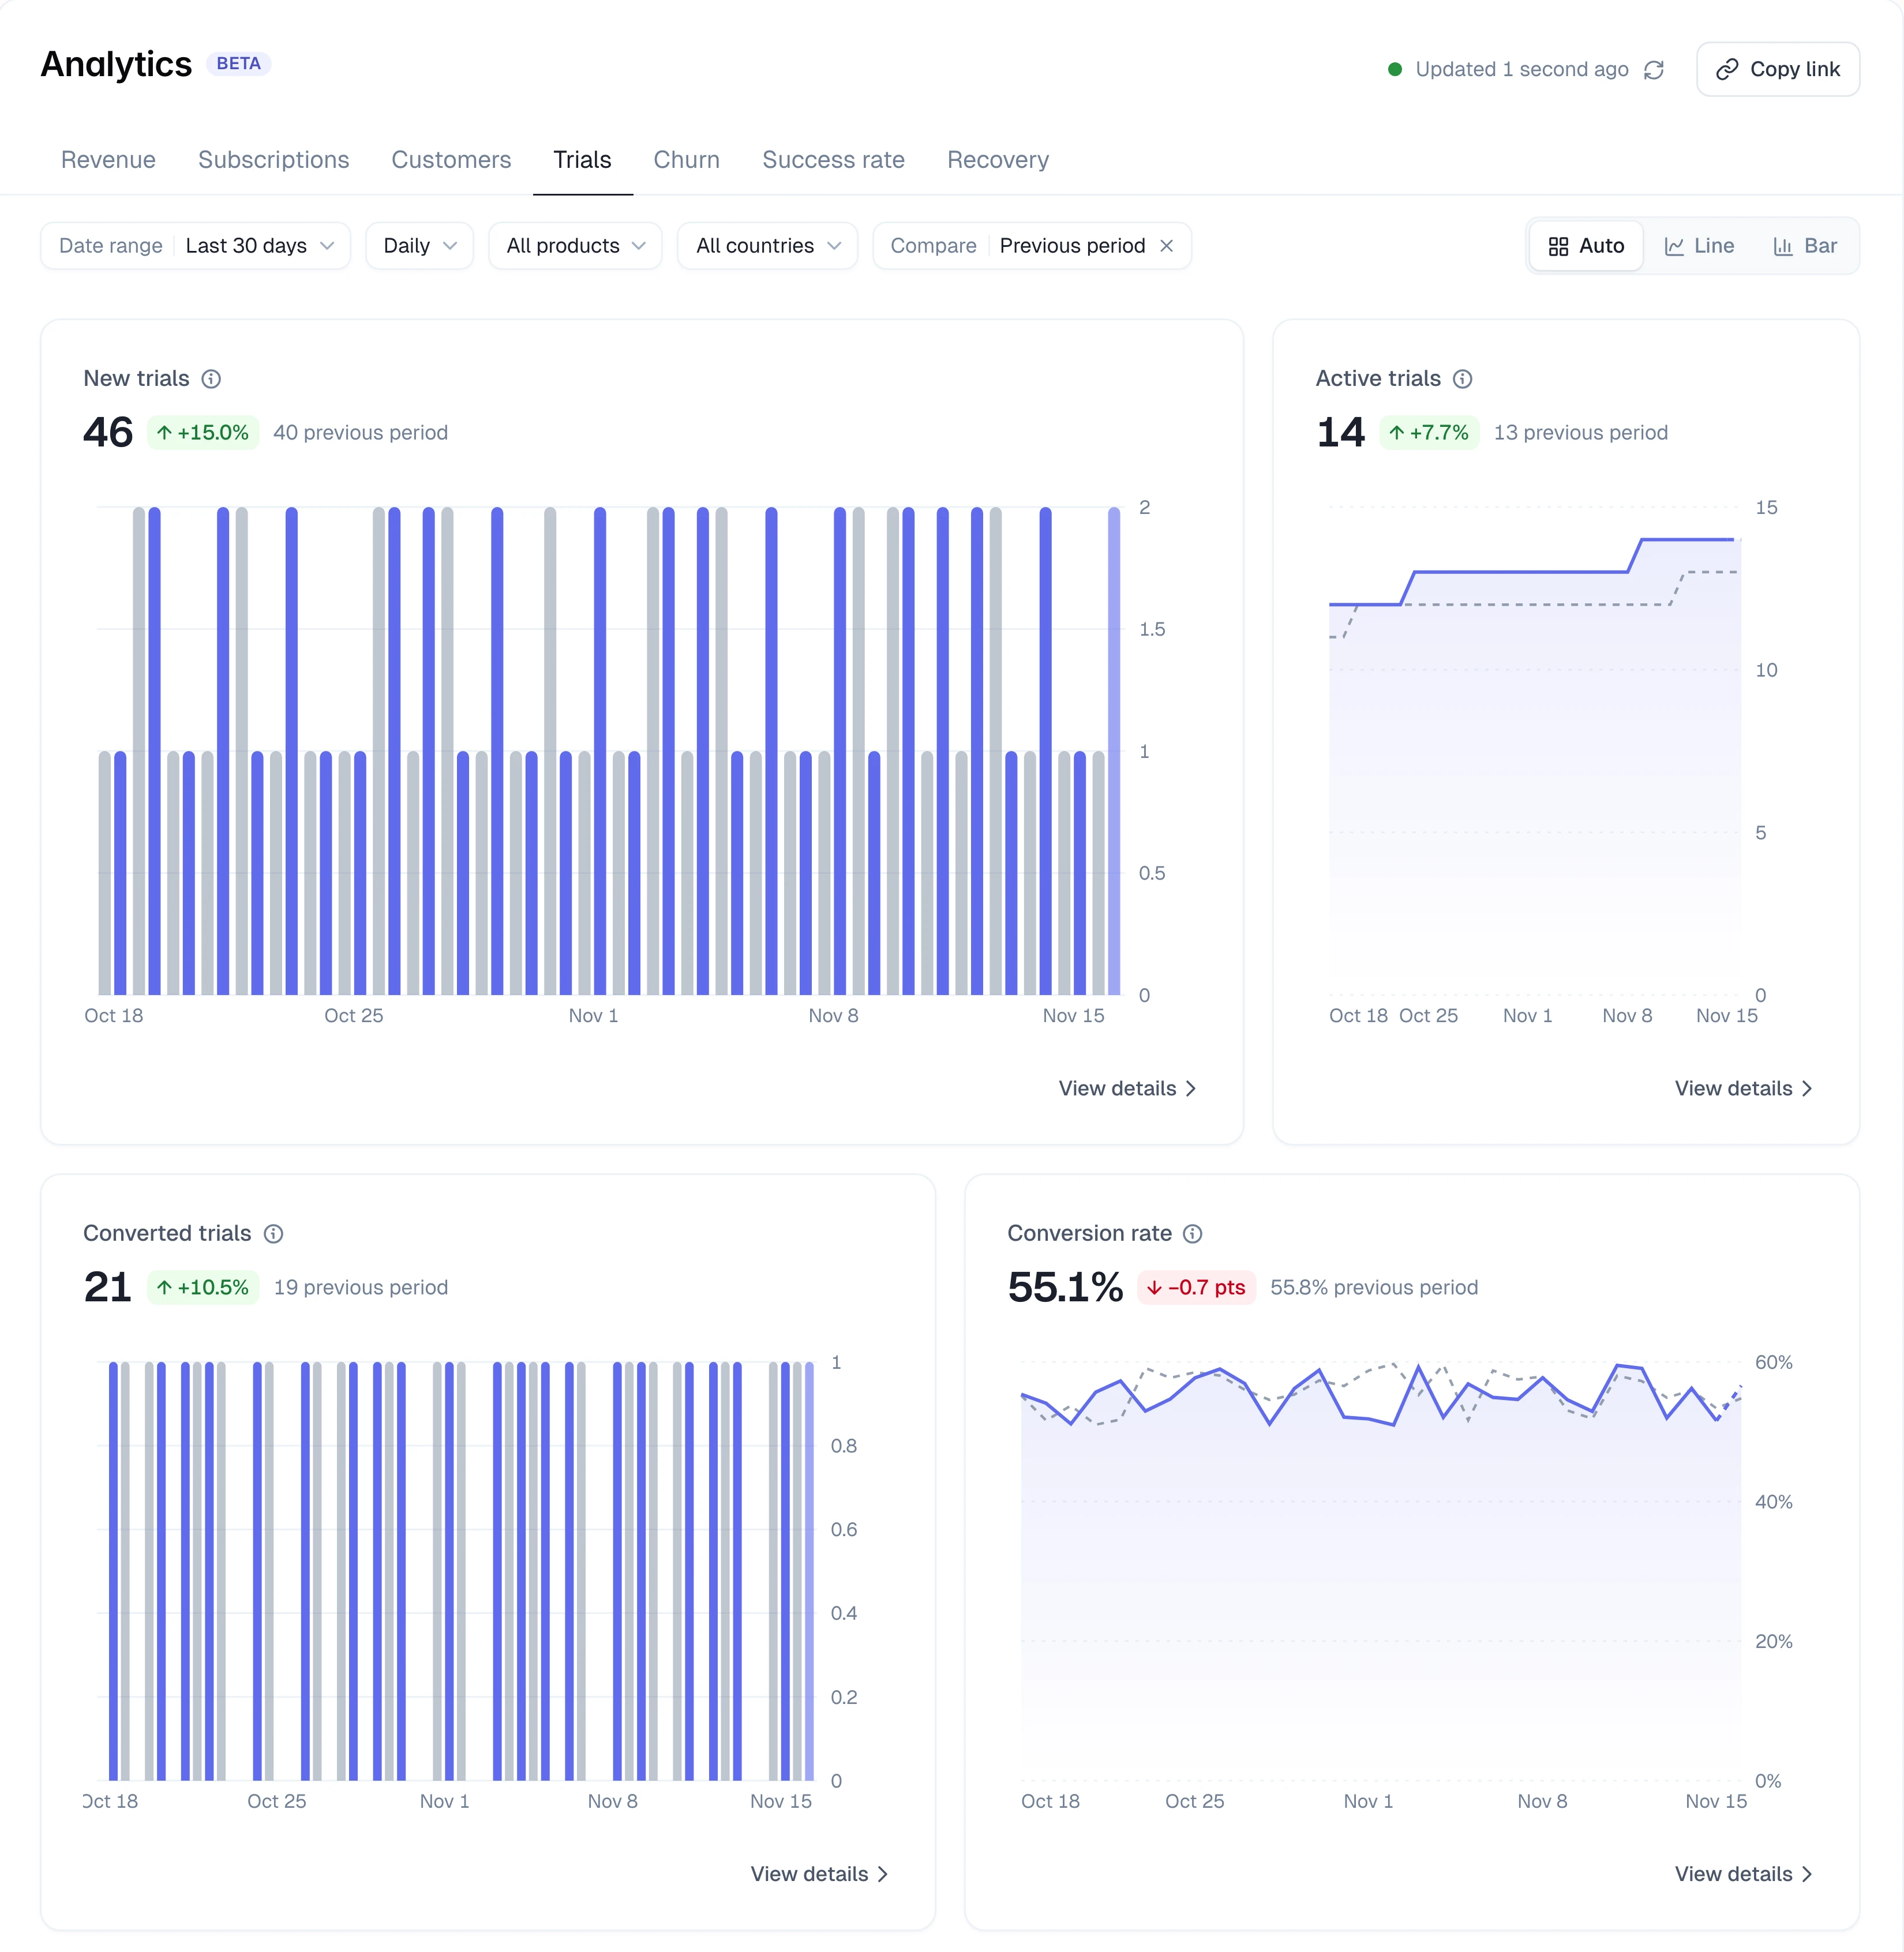 Analytics BETA
Updated 1 second ago Copy link
Revenue Subscriptions Customers Trials Churn Success rate Recovery
Date range Last 30 days Daily All products All countries Compare Previous period Auto Line Bar
New trials
46 +15.0% 40 previous period
2
1.5
1
0.5
0
Oct 18 Oct 25 Nov 1 Nov 8 Nov 15
View details
Active trials
14 +7.7% 13 previous period
15
10
5
0
Oct 18 Oct 25 Nov 1 Nov 8 Nov 15
View details
Converted trials
21 +10.5% 19 previous period
1
0.8
0.6
0.4
0.2
0
Oct 18 Oct 25 Nov 1 Nov 8 Nov 15
View details
Conversion rate
55.1% −0.7 pts 55.8% previous period
60%
40%
20%
0%
Oct 18 Oct 25 Nov 1 Nov 8 Nov 15
View details